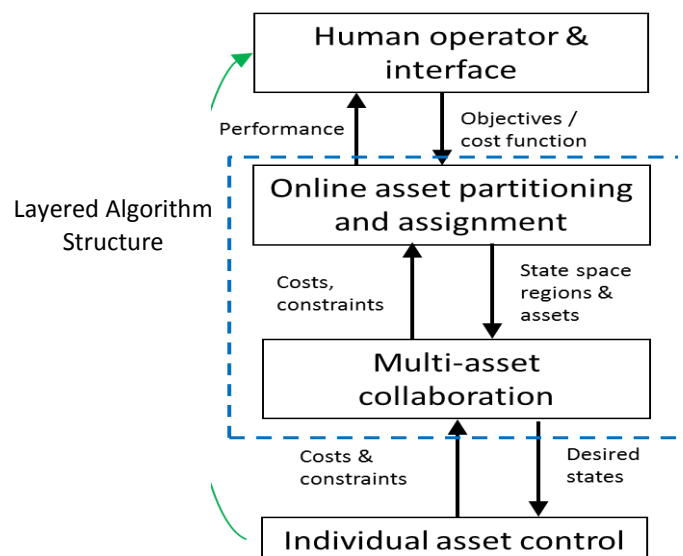 Human operator &
interface
Performance
Objectives /
cost function
Online asset partitioning
and assignment
Layered Algorithm
Structure
Costs,
constraints
State space
regions &
assets
Multi-asset
collaboration
Costs &
constraints
Desired
states
Individual asset control